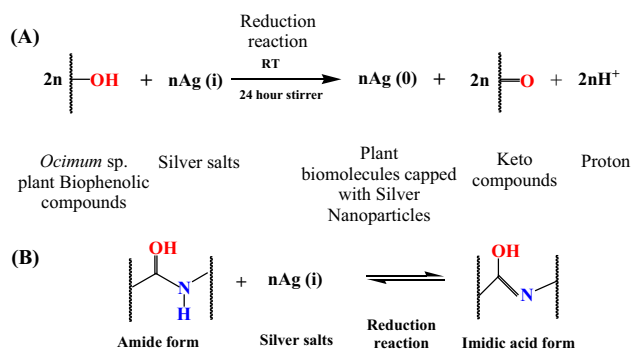 (A)
Reduction
reaction
RT
2n OH + nAg (i) nAg (0) + 2n O + 2nH⁺
24 hour stirrer
Ocimum sp.
plant Biophenolic
compounds
Silver salts
Plant
biomolecules capped
with Silver
Nanoparticles
Keto
compounds
Proton
(B)
OH
N
H
+ nAg (i)
OH
N
Amide form
Silver salts
Reduction
reaction
Imidic acid form